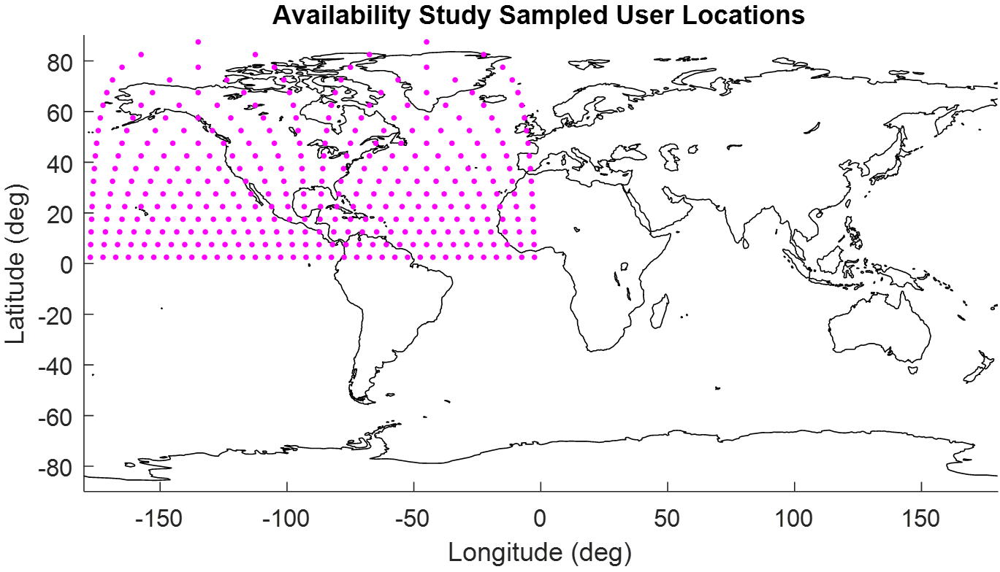 Availability Study Sampled User Locations
80
60
40
20
0
-20
-40
-60
-80
Latitude (deg)
-150 -100 -50 0 50 100 150
Longitude (deg)